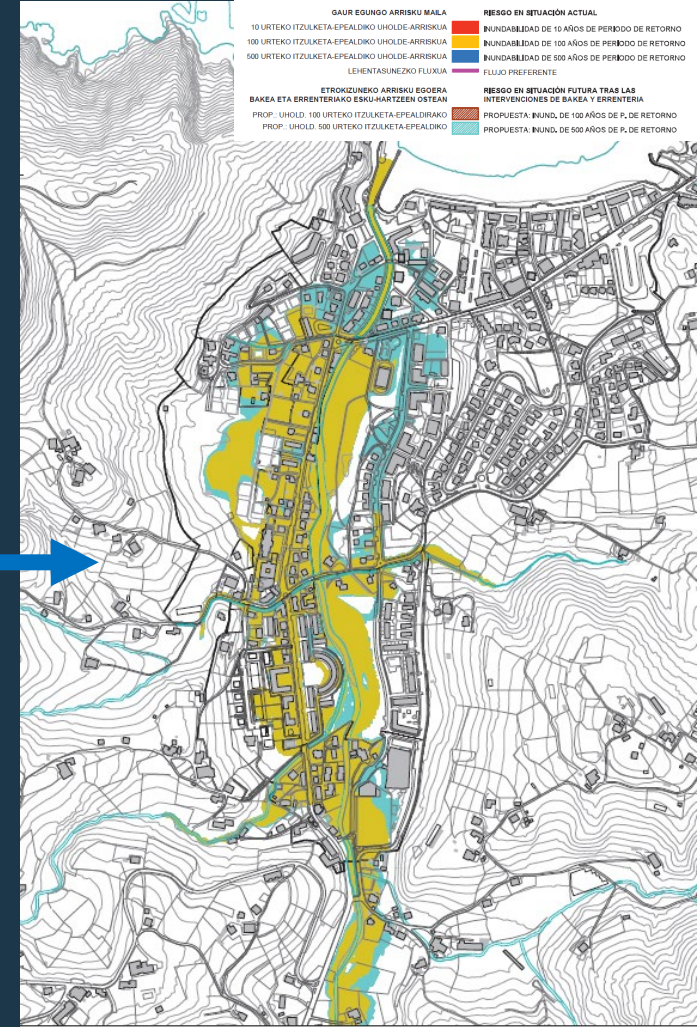 GAUR EGUNGO ARRISKU MAILA
RIESGO EN SITUACIÓN ACTUAL
10 URTEKO ITZULKETA-EPEALDIKO UHOLDE-ARRISKUA
INUNDABILIDAD DE 10 AÑOS DE PERIODO DE RETORNO
100 URTEKO ITZULKETA-EPEALDIKO UHOLDE-ARRISKUA
INUNDABILIDAD DE 100 AÑOS DE PERIODO DE RETORNO
500 URTEKO ITZULKETA-EPEALDIKO UHOLDE-ARRISKUA
INUNDABILIDAD DE 500 AÑOS DE PERIODO DE RETORNO
LEHENTASUNEZKO FLUXUA
FLUJO PREFERENTE
ETROKIZUNEKO ARRISKU EGOERA
BAKEA ETA ERRENTERIAKO ESKU-HARTZEEN OSTEAN
RIESGO EN SITUACIÓN FUTURA TRAS LAS
INTERVENCIONES DE BAKEA Y ERRENTERIA
PROP.: UHOLD. 100 URTEKO ITZULKETA-EPEALDIRAKO
PROPUESTA: INUND. DE 100 AÑOS DE P. DE RETORNO
PROP.: UHOLD. 500 URTEKO ITZULKETA-EPEALDIKO
PROPUESTA: INUND. DE 500 AÑOS DE P. DE RETORNO